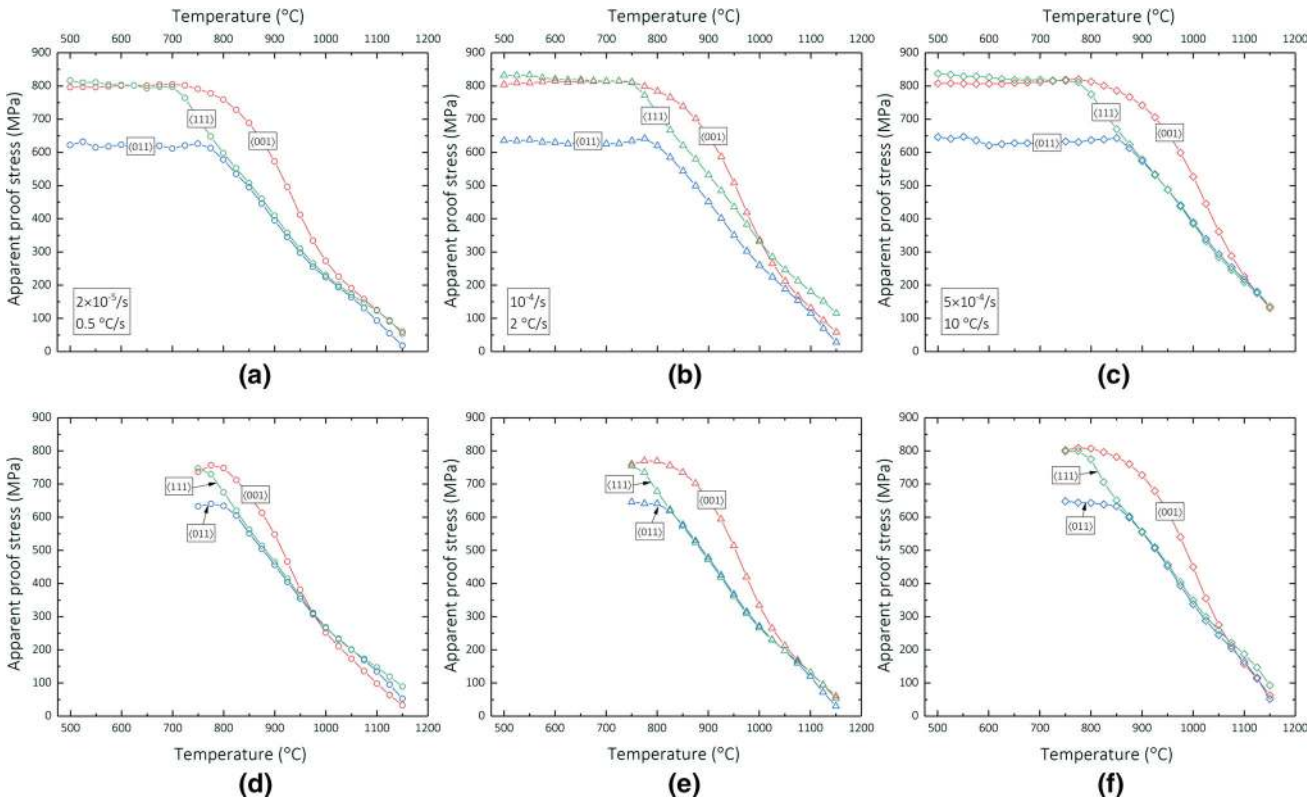 Temperature (°C)
500 600 700 800 900 1000 1100 1200
900
800
700
600
500
400
300
200
100
0
Apparent proof stress (MPa)
⟨111⟩
⟨001⟩
⟨011⟩
2×10⁻⁵/s
0.5 °C/s
(a)
Temperature (°C)
500 600 700 800 900 1000 1100 1200
900
800
700
600
500
400
300
200
100
0
Apparent proof stress (MPa)
⟨111⟩
⟨001⟩
⟨011⟩
10⁻⁴/s
2 °C/s
(b)
Temperature (°C)
500 600 700 800 900 1000 1100 1200
900
800
700
600
500
400
300
200
100
0
Apparent proof stress (MPa)
⟨111⟩
⟨001⟩
⟨011⟩
5×10⁻⁴/s
10 °C/s
(c)
900
800
700
600
500
400
300
200
100
0
Apparent proof stress (MPa)
⟨111⟩
⟨001⟩
⟨011⟩
500 600 700 800 900 1000 1100 1200
Temperature (°C)
(d)
900
800
700
600
500
400
300
200
100
0
Apparent proof stress (MPa)
⟨111⟩
⟨001⟩
⟨011⟩
500 600 700 800 900 1000 1100 1200
Temperature (°C)
(e)
900
800
700
600
500
400
300
200
100
0
Apparent proof stress (MPa)
⟨111⟩
⟨001⟩
⟨011⟩
500 600 700 800 900 1000 1100 1200
Temperature (°C)
(f)